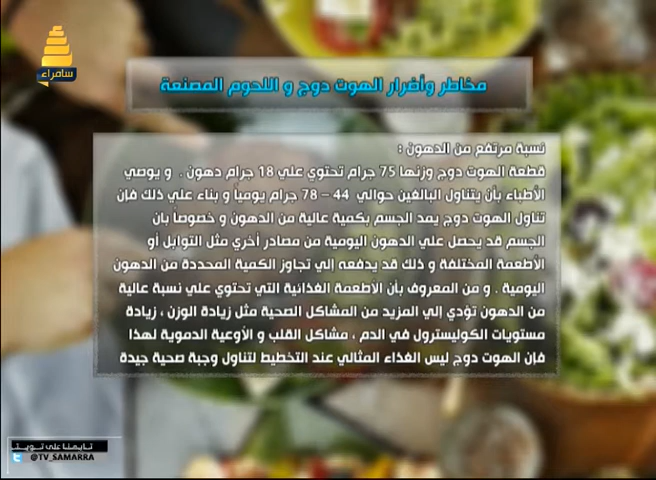 سامراء
مخاطر وأضرار الهوت دوج و اللحوم المصنعة
نسبة مرتفع من الدهون :
قطعة الهوت دوج وزنها 75 جرام تحتوي علي 18 جرام دهون . و يوصي
الأطباء بأن يتناول البالغين حوالي 44 – 78 جرام يومياً و بناء علي ذلك فإن
تناول الهوت دوج يمد الجسم بكمية عالية من الدهون و خصوصاً بان
الجسم قد يحصل علي الدهون اليومية من مصادر أخري مثل التوابل أو
الأطعمة المختلفة و ذلك قد يدفعه إلي تجاوز الكمية المحددة من الدهون
اليومية . و من المعروف بأن الأطعمة الغذائية التي تحتوي علي نسبة عالية
من الدهون تؤدي إلي المزيد من المشاكل الصحية مثل زيادة الوزن ، زيادة
مستويات الكوليسترول في الدم ، مشاكل القلب و الأوعية الدموية لهذا
فإن الهوت دوج ليس الغذاء المثالي عند التخطيط لتناول وجبة صحية جيدة
تابعنا على تويتر
@TV_SAMARRA